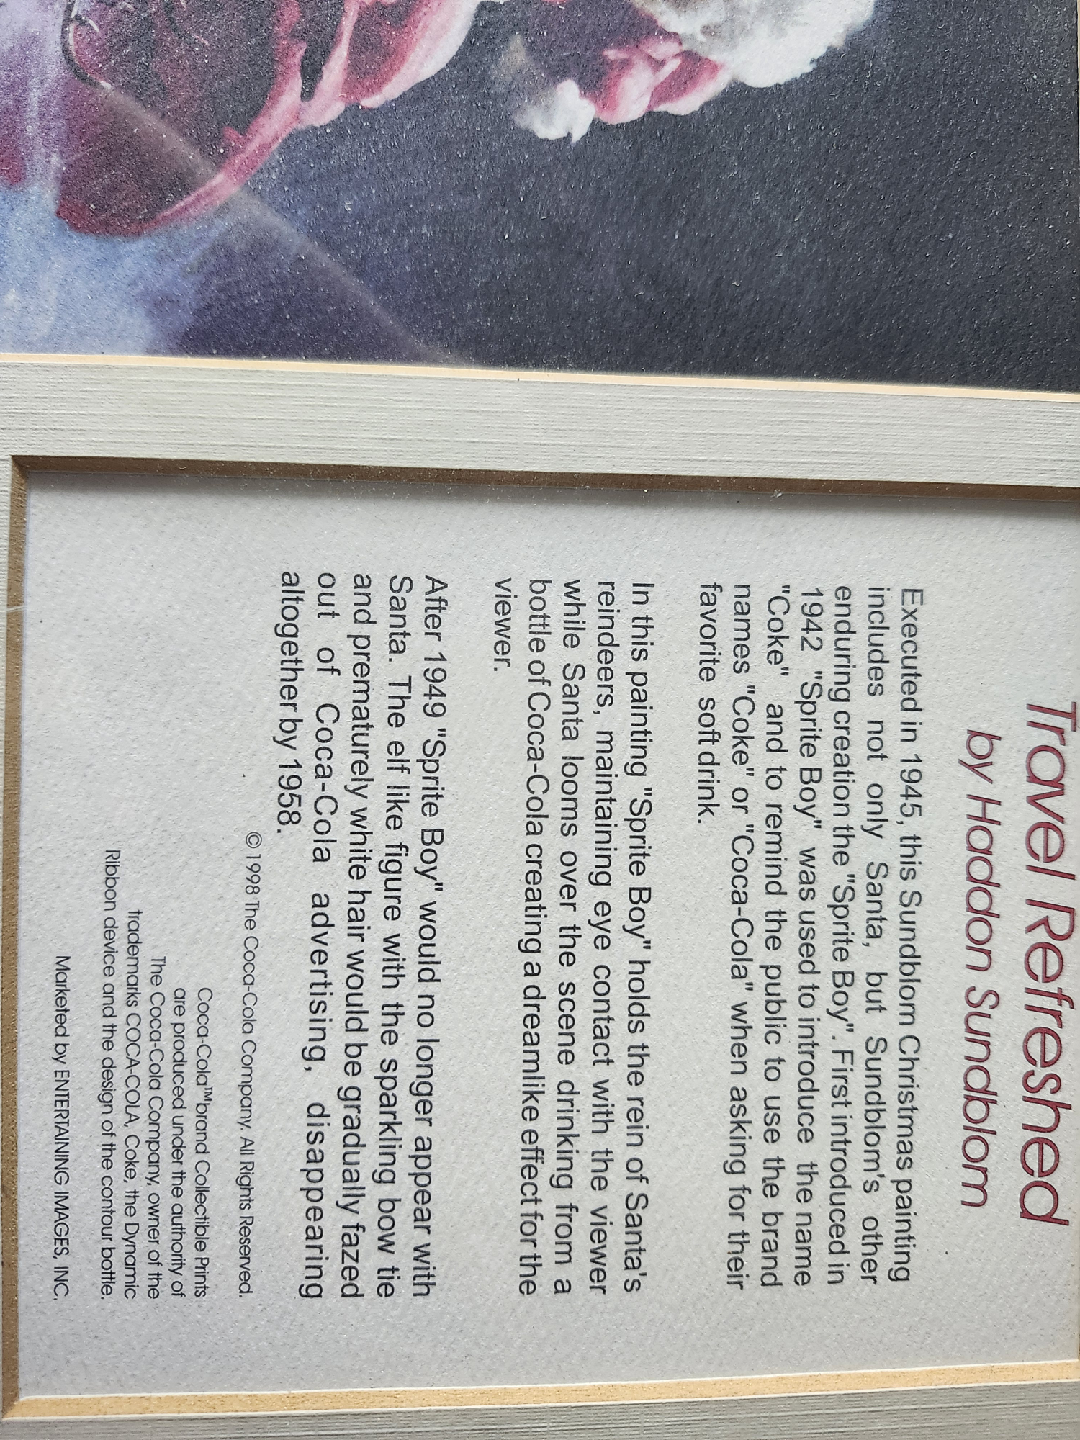 Travel Refreshed
by Haddon Sundblom
Executed in 1945, this Sundblom Christmas painting
includes not only Santa, but Sundblom's other
enduring creation the "Sprite Boy". First introduced in
1942 "Sprite Boy" was used to introduce the name
"Coke" and to remind the public to use the brand
names "Coke" or "Coca-Cola" when asking for their
favorite soft drink.
In this painting "Sprite Boy" holds the rein of Santa's
reindeers, maintaining eye contact with the viewer
while Santa looms over the scene drinking from a
bottle of Coca-Cola creating a dreamlike effect for the
viewer.
After 1949 "Sprite Boy" would no longer appear with
Santa. The elf like figure with the sparkling bow tie
and prematurely white hair would be gradually fazed
out of Coca-Cola advertising, disappearing
altogether by 1958.
© 1998 The Coca-Cola Company. All Rights Reserved.
Coca-Cola™brand Collectible Prints
are produced under the authority of
The Coca-Cola Company, owner of the
trademarks COCA-COLA, Coke, the Dynamic
Ribbon device and the design of the contour bottle.
Marketed by ENTERTAINING IMAGES, INC.